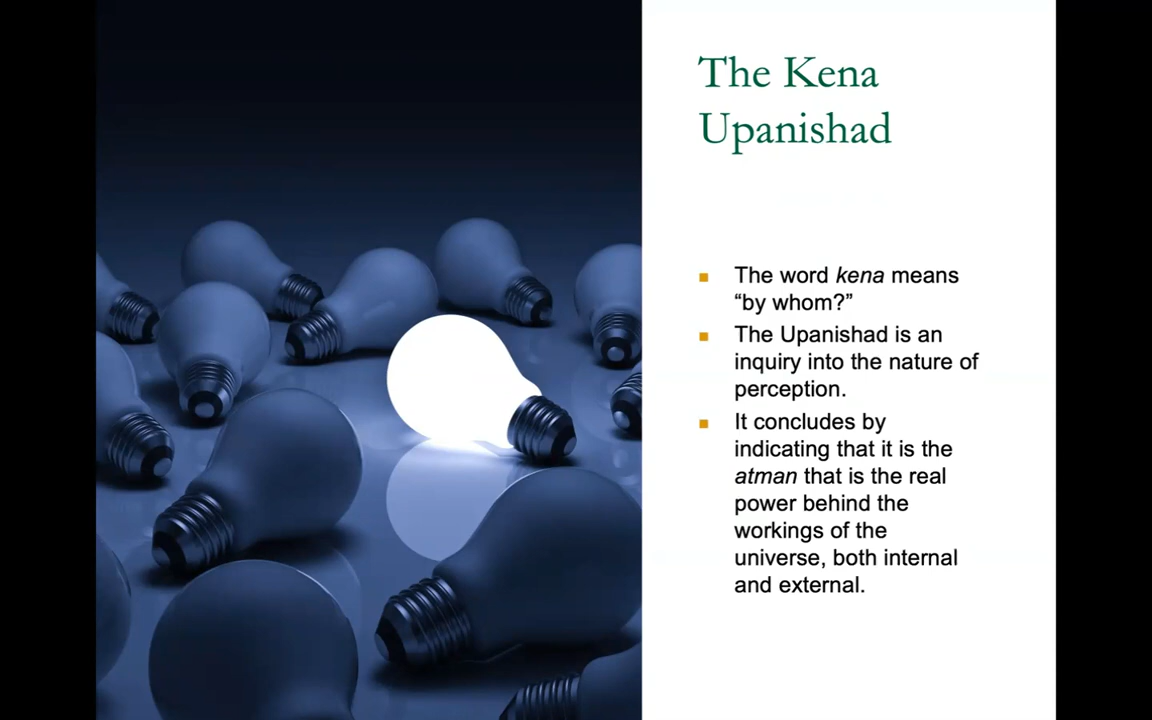 The Kena
Upanishad
The word kena means
“by whom?”
The Upanishad is an
inquiry into the nature of
perception.
It concludes by
indicating that it is the
atman that is the real
power behind the
workings of the
universe, both internal
and external.